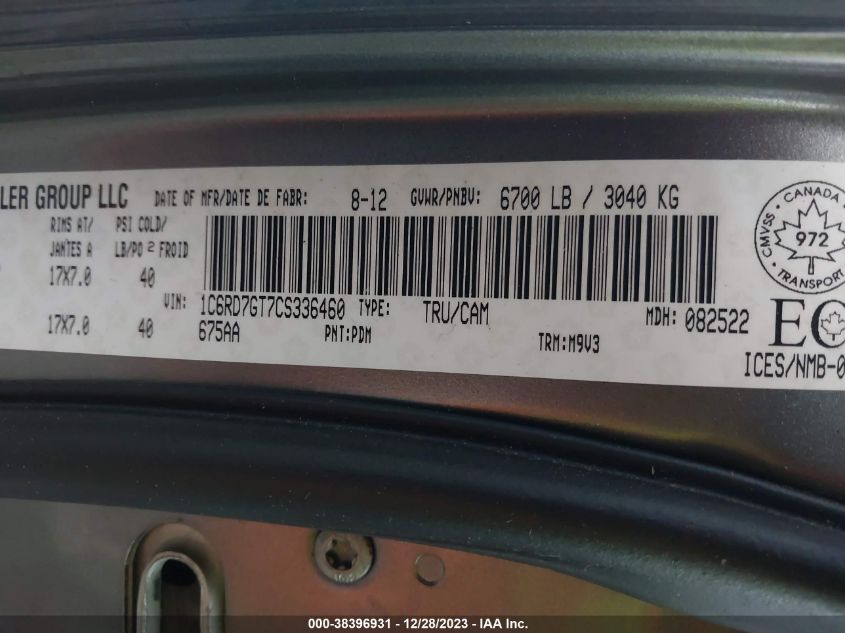 LER GROUP LLC DATE OF MFR/DATE DE FABR: 8-12 GVWR/PNBV: 6700 LB / 3040 KG
RIMS AT/ PSI COLD/
JANTES A LB/PO 2 FROID
17X7.0 40
VIN: 1C6RD7GT7CS336460 TYPE: TRU/CAM MDH: 082522
17X7.0 40
675AA PNT:PDM TRM:M9V3
CANADA
CMVSS
972
TRANSPORT
EC
ICES/NMB-0
000-38396931 - 12/28/2023 - IAA Inc.